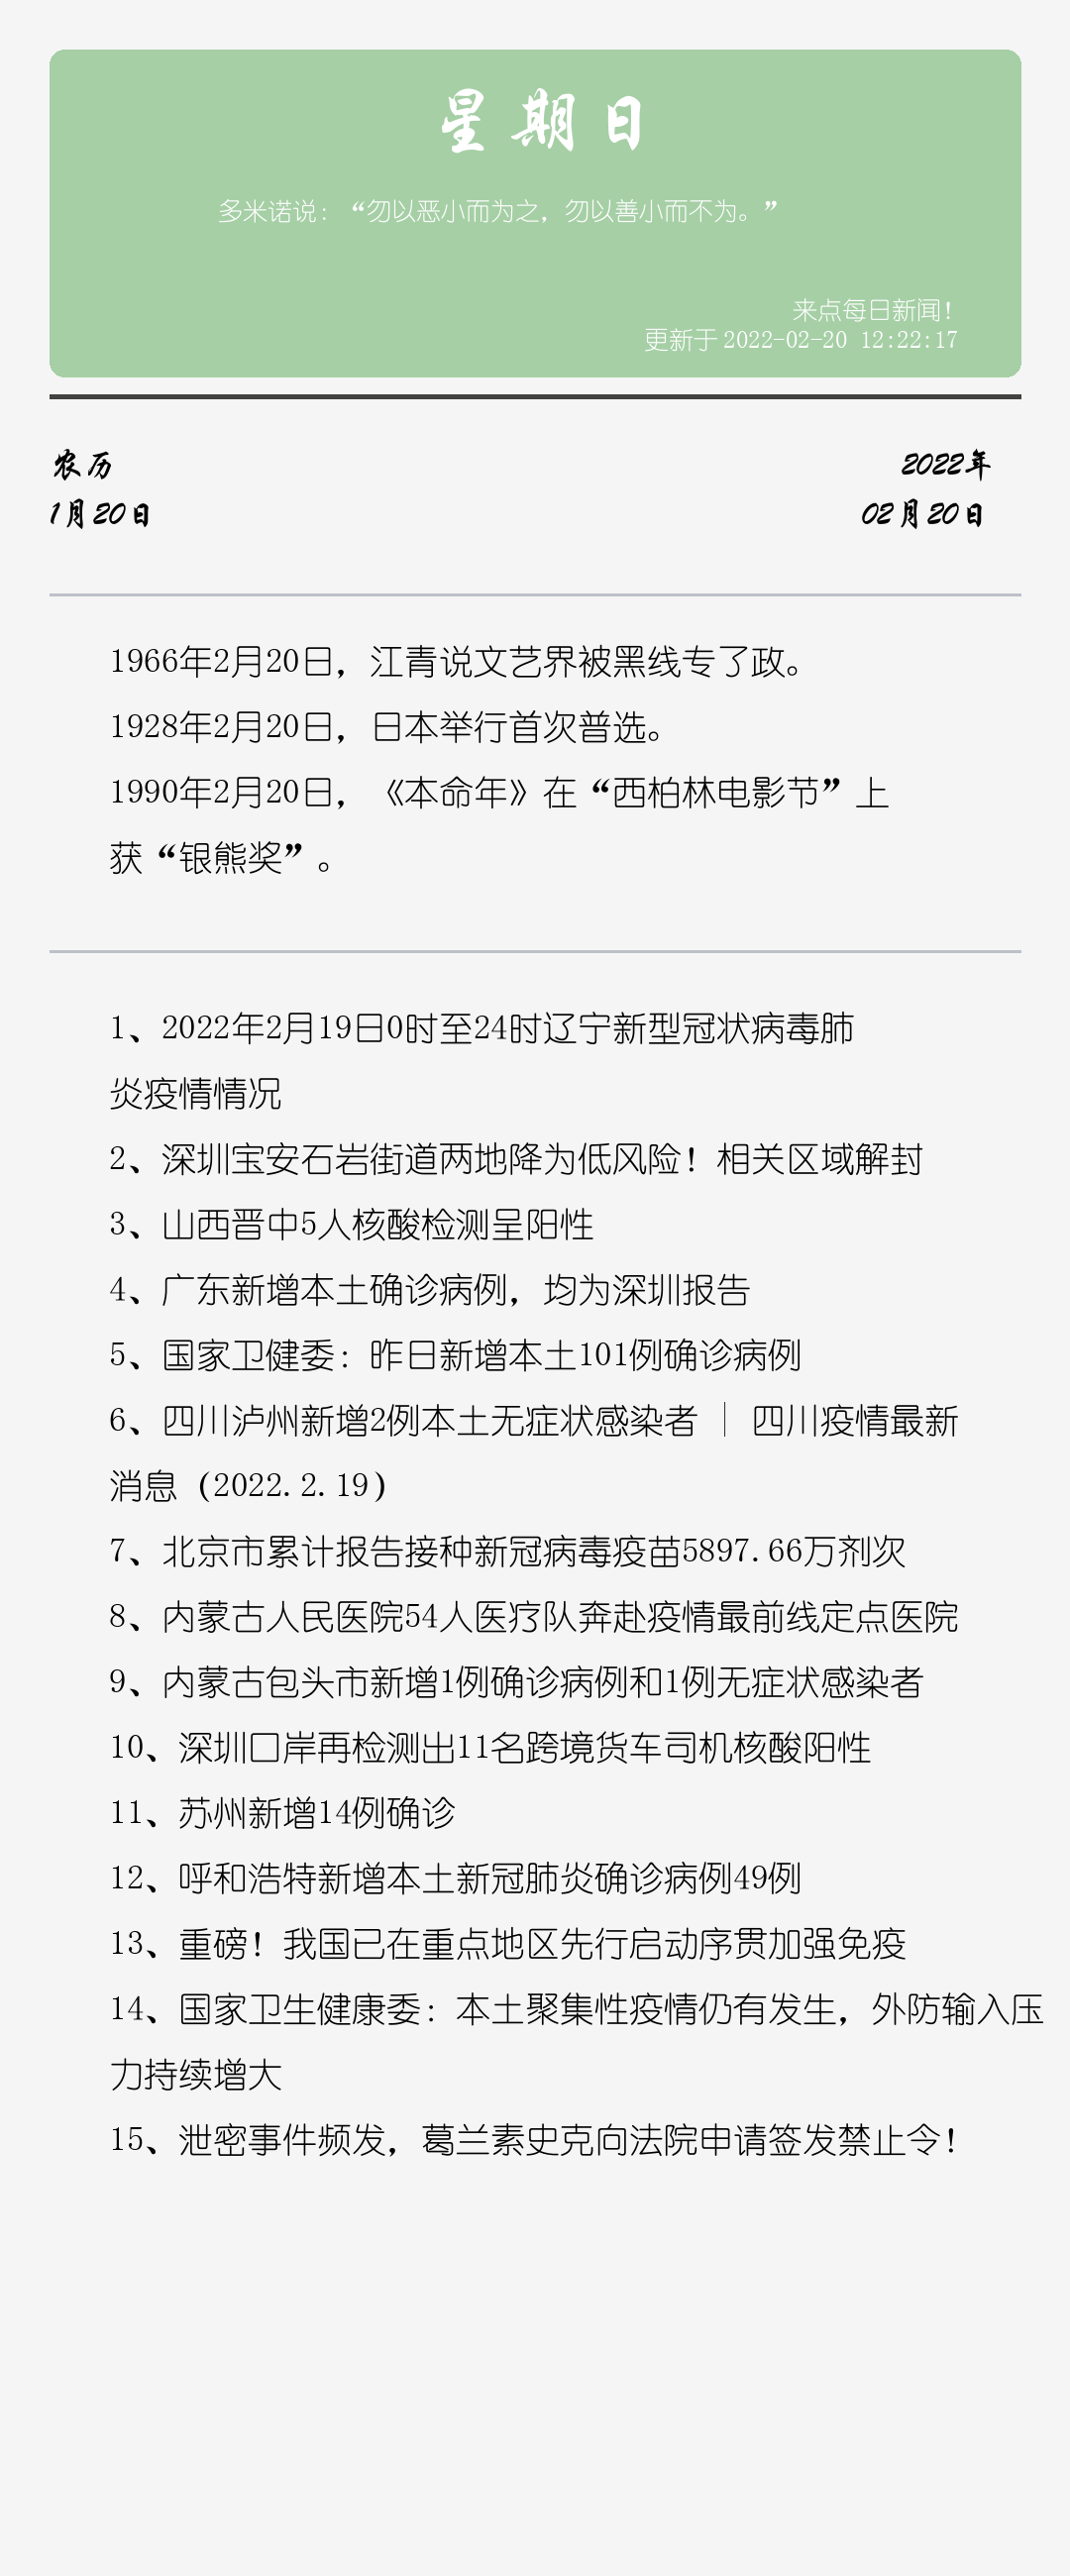 星期日
多米诺说：“勿以恶小而为之，勿以善小而不为。”
来点每日新闻！
更新于 2022-02-20 12:22:17
农历
2022年
1月20日
02月20日
1966年2月20日，江青说文艺界被黑线专了政。
1928年2月20日，日本举行首次普选。
1990年2月20日，《本命年》在“西柏林电影节”上
获“银熊奖”。
1、2022年2月19日0时至24时辽宁新型冠状病毒肺
炎疫情情况
2、深圳宝安石岩街道两地降为低风险！相关区域解封
3、山西晋中5人核酸检测呈阳性
4、广东新增本土确诊病例，均为深圳报告
5、国家卫健委：昨日新增本土101例确诊病例
6、四川泸州新增2例本土无症状感染者 | 四川疫情最新
消息（2022.2.19）
7、北京市累计报告接种新冠病毒疫苗5897.66万剂次
8、内蒙古人民医院54人医疗队奔赴疫情最前线定点医院
9、内蒙古包头市新增1例确诊病例和1例无症状感染者
10、深圳口岸再检测出11名跨境货车司机核酸阳性
11、苏州新增14例确诊
12、呼和浩特新增本土新冠肺炎确诊病例49例
13、重磅！我国已在重点地区先行启动序贯加强免疫
14、国家卫生健康委：本土聚集性疫情仍有发生，外防输入压
力持续增大
15、泄密事件频发，葛兰素史克向法院申请签发禁止令！